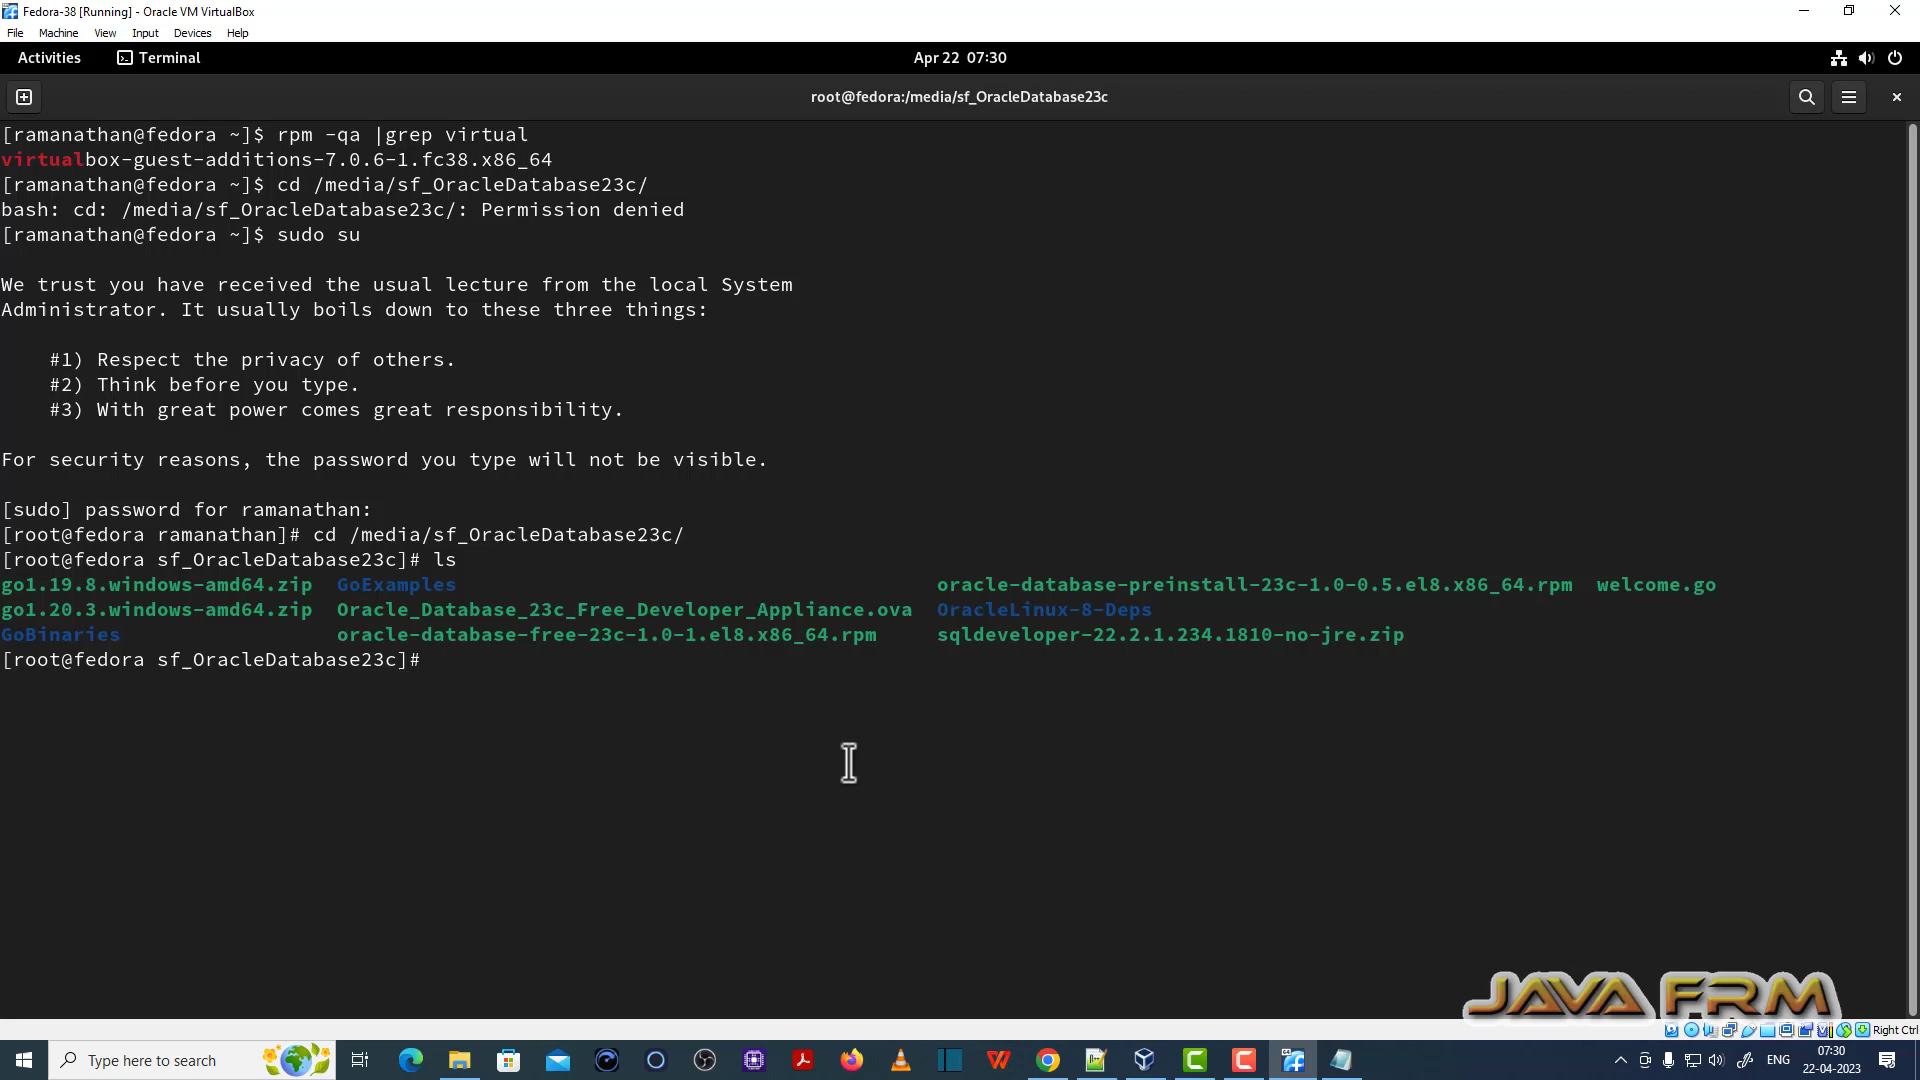 Fedora-38 [Running] - Oracle VM VirtualBox
File Machine View Input Devices Help
Activities Terminal Apr 22 07:30
root@fedora:/media/sf_OracleDatabase23c
[ramanathan@fedora ~]$ rpm -qa |grep virtual
virtualbox-guest-additions-7.0.6-1.fc38.x86_64
[ramanathan@fedora ~]$ cd /media/sf_OracleDatabase23c/
bash: cd: /media/sf_OracleDatabase23c/: Permission denied
[ramanathan@fedora ~]$ sudo su
We trust you have received the usual lecture from the local System
Administrator. It usually boils down to these three things:
#1) Respect the privacy of others.
#2) Think before you type.
#3) With great power comes great responsibility.
For security reasons, the password you type will not be visible.
[sudo] password for ramanathan:
[root@fedora ramanathan]# cd /media/sf_OracleDatabase23c/
[root@fedora sf_OracleDatabase23c]# ls
go1.19.8.windows-amd64.zip GoExamples oracle-database-preinstall-23c-1.0-0.5.el8.x86_64.rpm welcome.go
go1.20.3.windows-amd64.zip Oracle_Database_23c_Free_Developer_Appliance.ova OracleLinux-8-Deps
GoBinaries oracle-database-free-23c-1.0-1.el8.x86_64.rpm sqldeveloper-22.2.1.234.1810-no-jre.zip
[root@fedora sf_OracleDatabase23c]#
JAVA FRM
Right Ctrl
Type here to search
ENG
07:30
22-04-2023